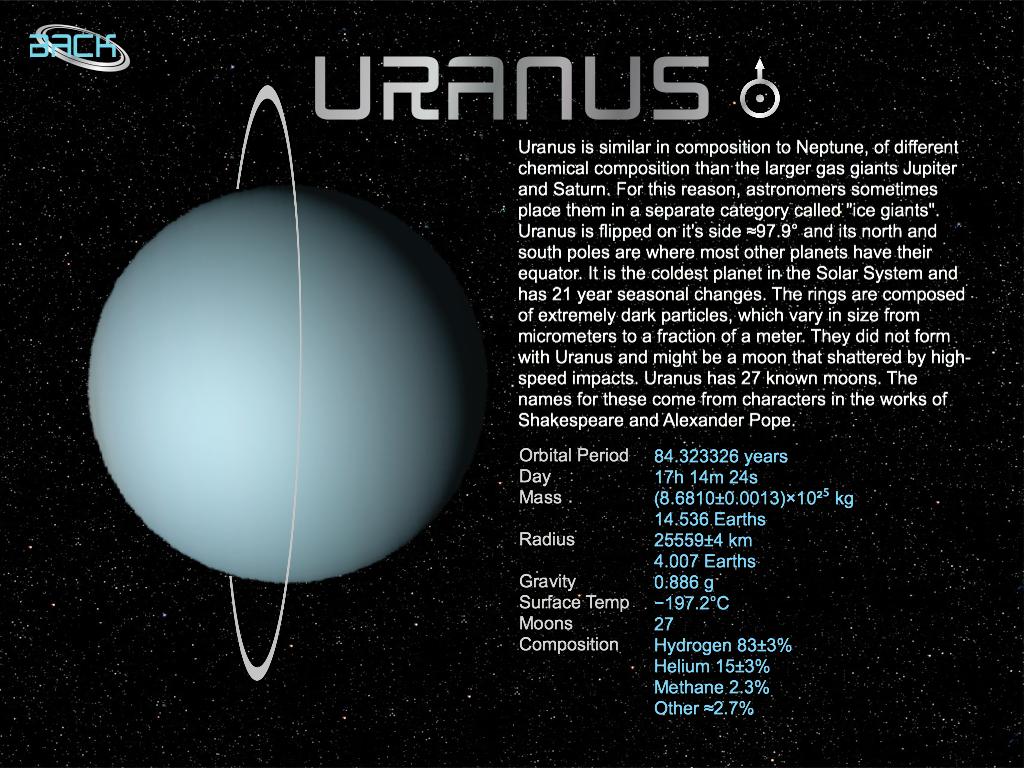 BACK
URANUS
Uranus is similar in composition to Neptune, of different
chemical composition than the larger gas giants Jupiter
and Saturn. For this reason, astronomers sometimes
place them in a separate category called "ice giants".
Uranus is flipped on it's side ≈97.9° and its north and
south poles are where most other planets have their
equator. It is the coldest planet in the Solar System and
has 21 year seasonal changes. The rings are composed
of extremely dark particles, which vary in size from
micrometers to a fraction of a meter. They did not form
with Uranus and might be a moon that shattered by high-
speed impacts. Uranus has 27 known moons. The
names for these come from characters in the works of
Shakespeare and Alexander Pope.
Orbital Period 84.323326 years
Day 17h 14m 24s
Mass (8.6810±0.0013)×10²⁵ kg
14.536 Earths
Radius 25559±4 km
4.007 Earths
Gravity 0.886 g
Surface Temp −197.2°C
Moons 27
Composition Hydrogen 83±3%
Helium 15±3%
Methane 2.3%
Other ≈2.7%